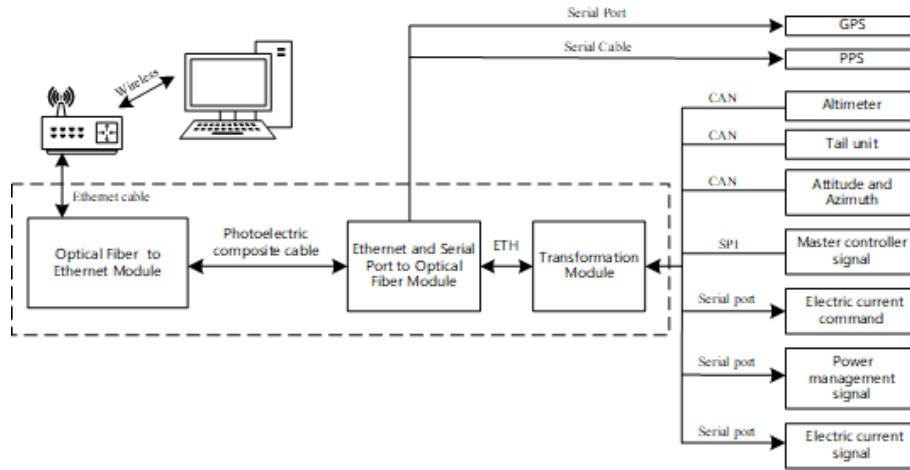 Serial Port
GPS
Serial Cable
PPS
Wireless
CAN
Altimeter
CAN
Tail unit
Ethernet cable
CAN
Attitude and
Azimuth
Optical Fiber to
Ethernet Module
Photoelectric
composite cable
Ethernet and Serial
Port to Optical
Fiber Module
ETH
Transformation
Module
SPI
Master controller
signal
Serial port
Electric current
command
Serial port
Power
management
signal
Serial port
Electric current
signal